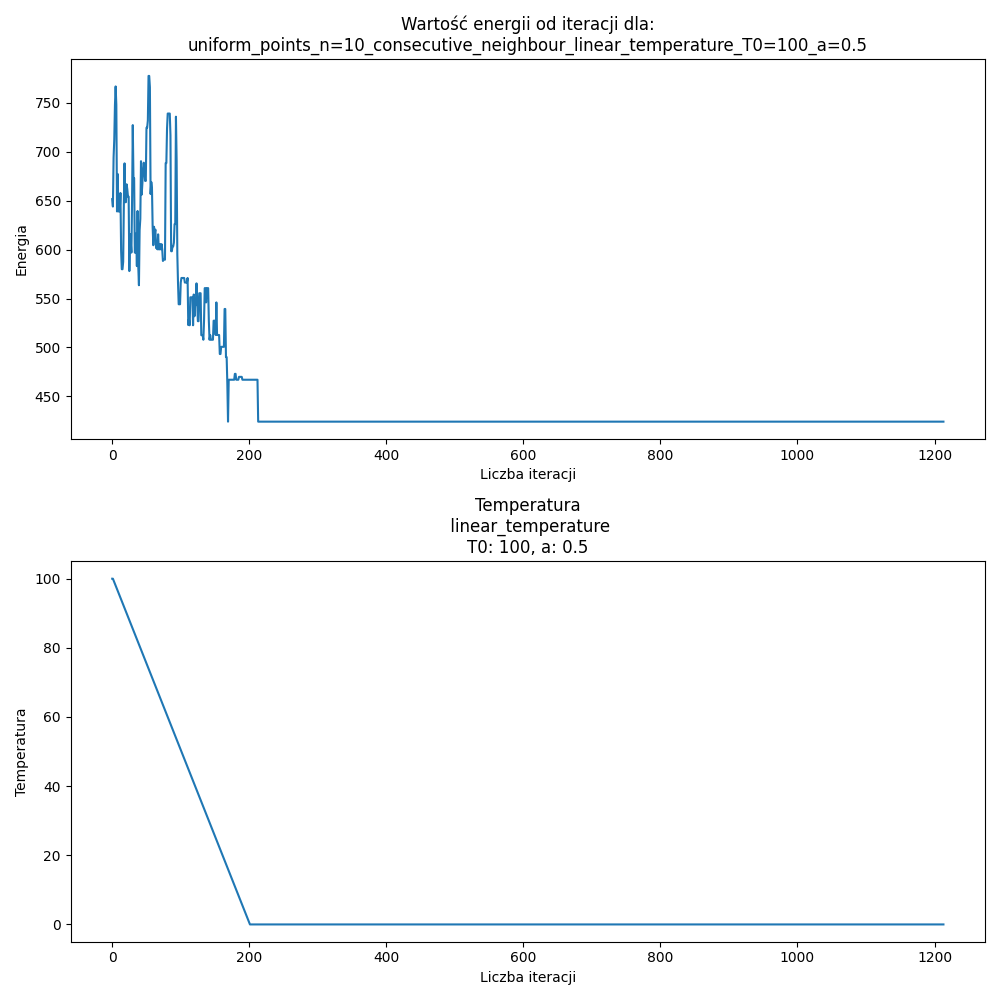 Wartość energii od iteracji dla:
uniform_points_n=10_consecutive_neighbour_linear_temperature_T0=100_a=0.5
750
700
650
600
550
500
450
Energia
0 200 400 600 800 1000 1200
Liczba iteracji
Temperatura
linear_temperature
T0: 100, a: 0.5
100
80
60
40
20
0
Temperatura
0 200 400 600 800 1000 1200
Liczba iteracji